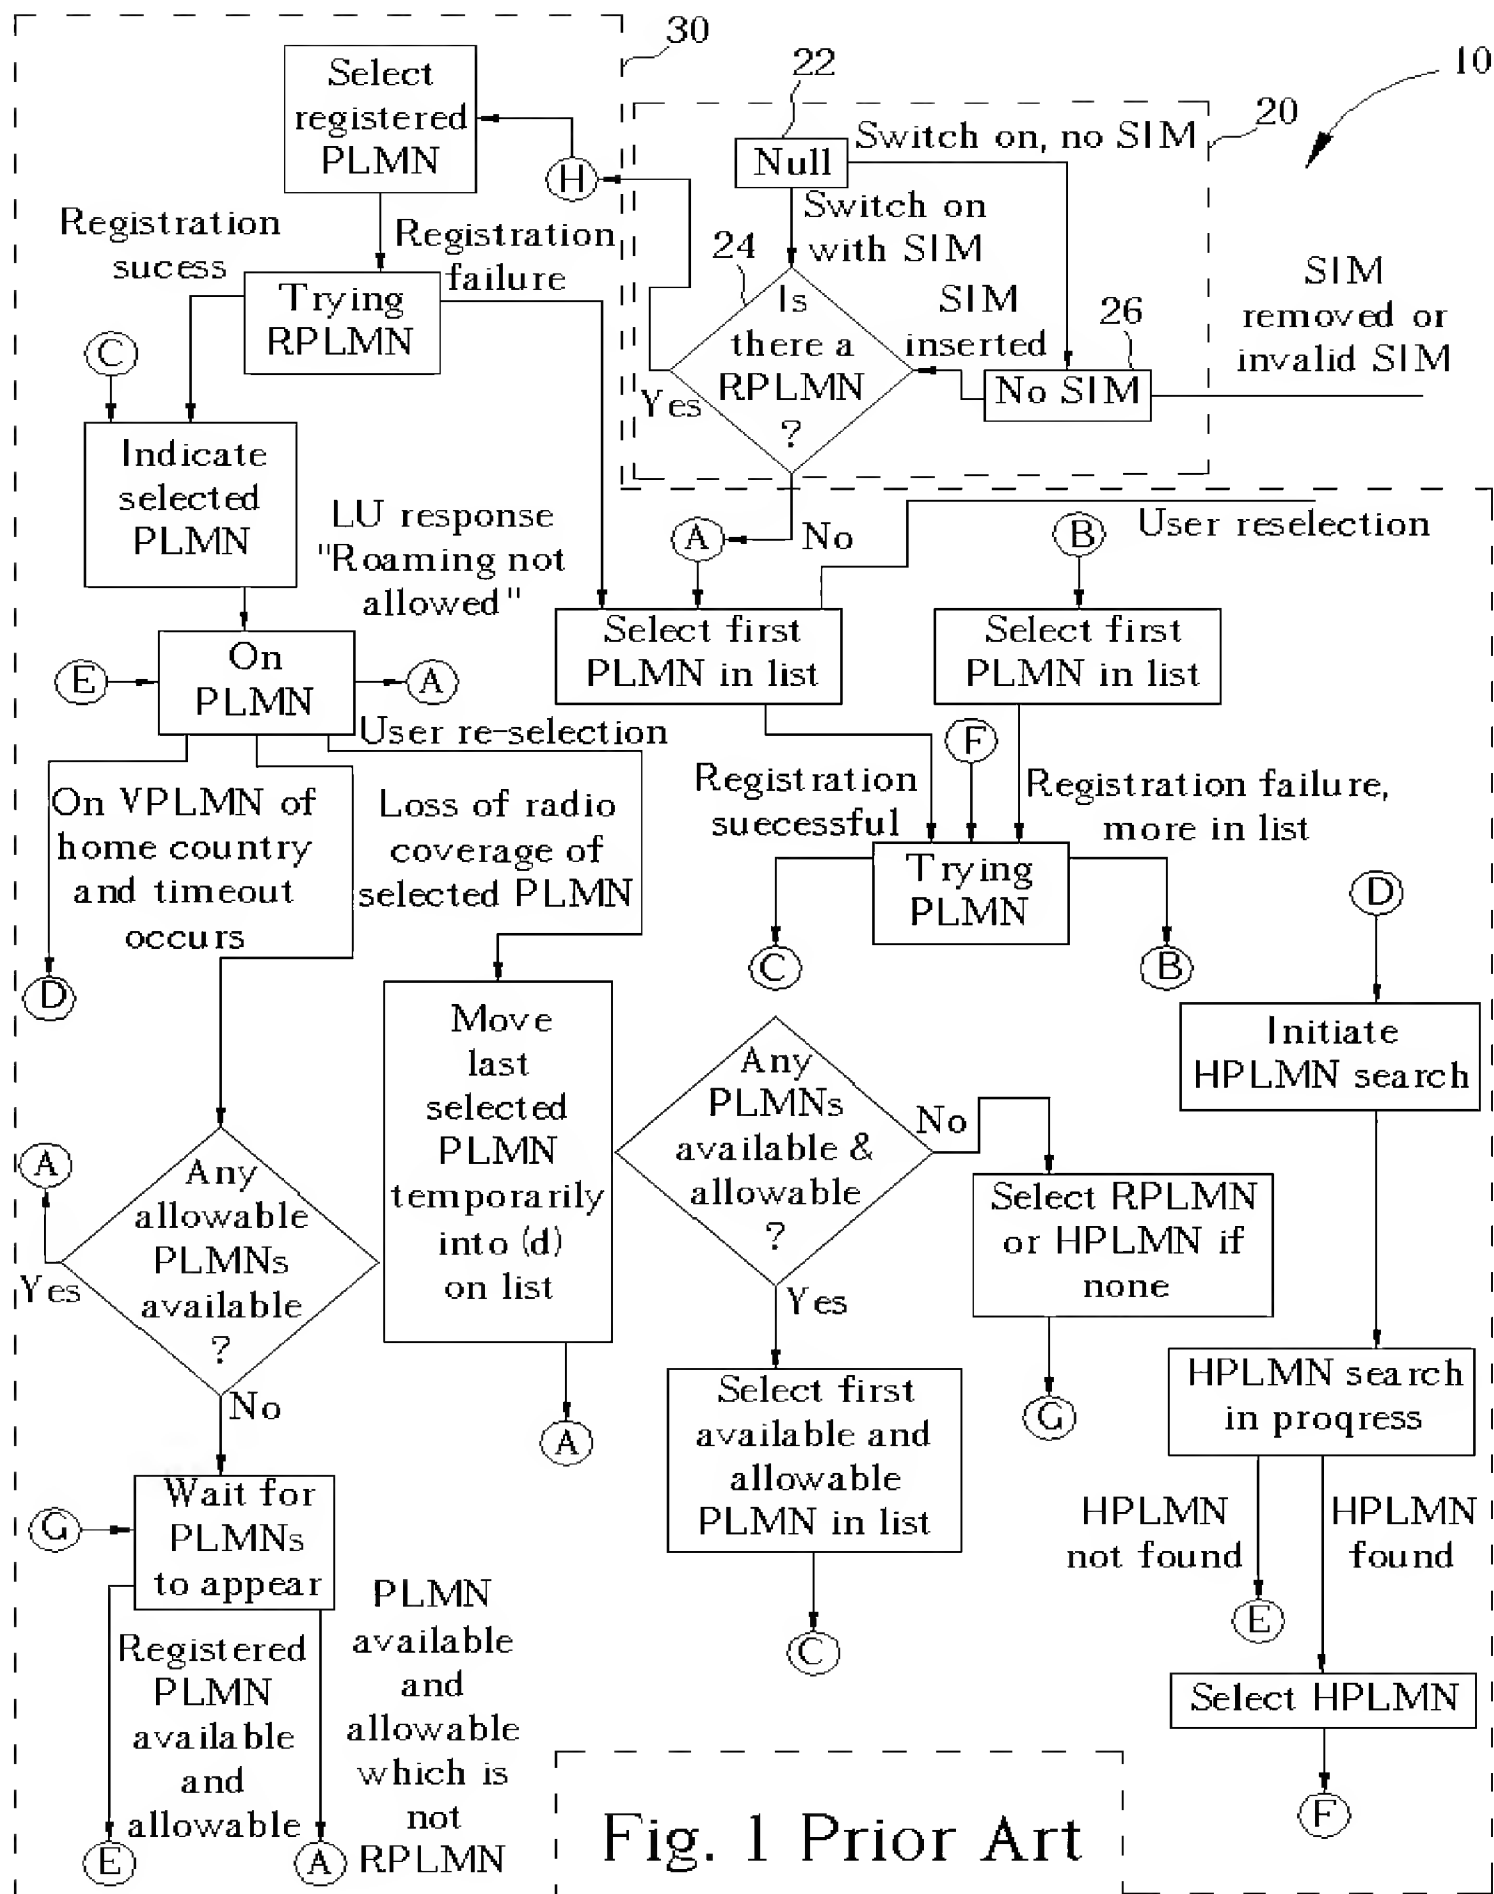 30
10
22
20
Select
registered
PLMN
H
Null
Switch on, no SIM
Switch on
with SIM
24
Is
there a
RPLMN
?
SIM
inserted
26
No SIM
SIM
removed or
invalid SIM
Yes
No
Registration
sucess
Registration
failure
Trying
RPLMN
C
Indicate
selected
PLMN
LU response
"Roaming not
allowed"
A
User reselection
B
Select first
PLMN in list
Select first
PLMN in list
E
On
PLMN
A
User re-selection
F
Registration
suecessful
Registration failure,
more in list
On VPLMN of
home country
and timeout
occurs
Loss of radio
coverage of
selected PLMN
Trying
PLMN
D
C
B
D
Move
last
selected
PLMN
temporarily
into (d)
on list
Any
PLMNs
available &
allowable
?
No
Yes
Initiate
HPLMN search
A
Any
allowable
PLMNs
available
?
Yes
No
Select RPLMN
or HPLMN if
none
HPLMN search
in proqress
A
Select first
available and
allowable
PLMN in list
G
G
Wait for
PLMNs
to appear
HPLMN
not found
HPLMN
found
E
C
Registered
PLMN
available
and
allowable
PLMN
available
and
allowable
which is
not
RPLMN
Select HPLMN
F
E
A
Fig. 1 Prior Art